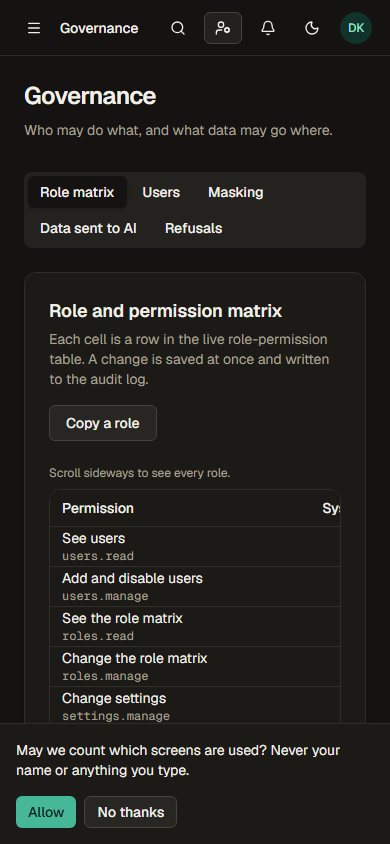 Governance
DK
Governance
Who may do what, and what data may go where.
Role matrix Users Masking
Data sent to AI Refusals
Role and permission matrix
Each cell is a row in the live role-permission
table. A change is saved at once and written
to the audit log.
Copy a role
Scroll sideways to see every role.
Permission
See users
users.read
Add and disable users
users.manage
See the role matrix
roles.read
Change the role matrix
roles.manage
Change settings
settings.manage
May we count which screens are used? Never your
name or anything you type.
Allow No thanks